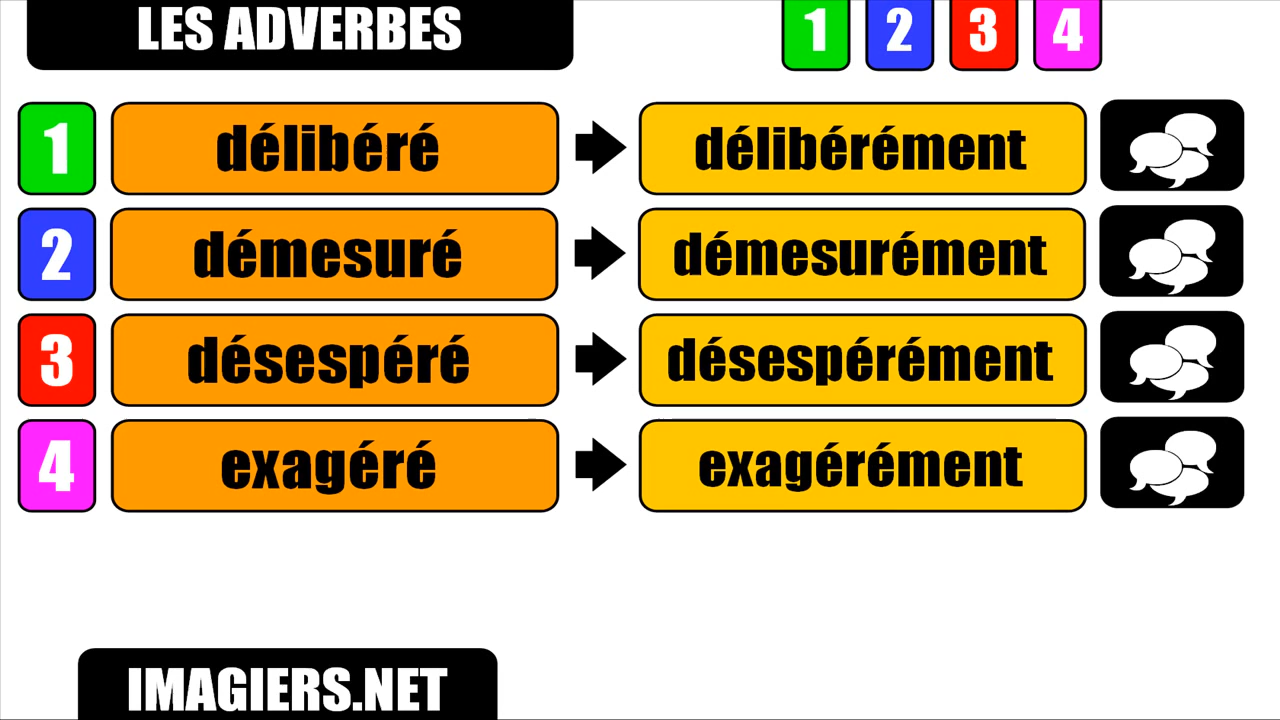 LES ADVERBES
1 2 3 4
1 délibéré délibérément
2 démesuré démesurément
3 désespéré désespérément
4 exagéré exagérément
IMAGIERS.NET